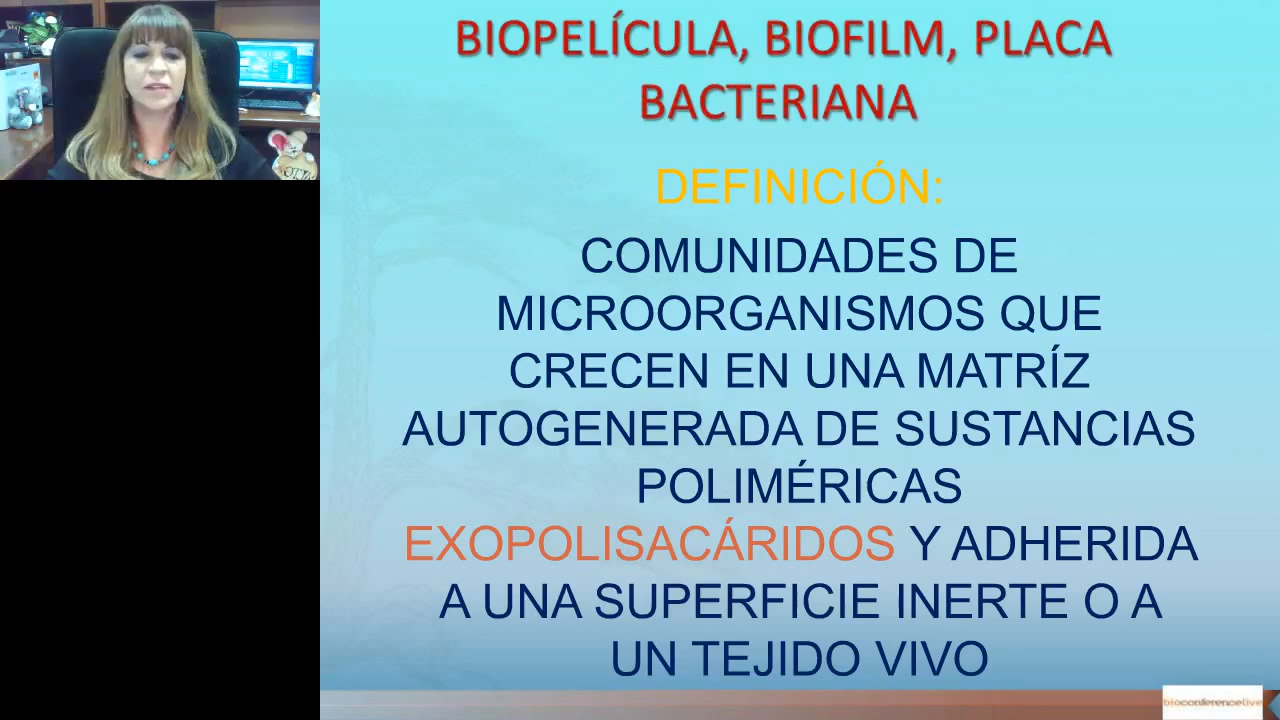 BIOPELÍCULA, BIOFILM, PLACA
BACTERIANA
DEFINICIÓN:
COMUNIDADES DE
MICROORGANISMOS QUE
CRECEN EN UNA MATRÍZ
AUTOGENERADA DE SUSTANCIAS
POLIMÉRICAS
EXOPOLISACÁRIDOS Y ADHERIDA
A UNA SUPERFICIE INERTE O A
UN TEJIDO VIVO
bioconferencelive